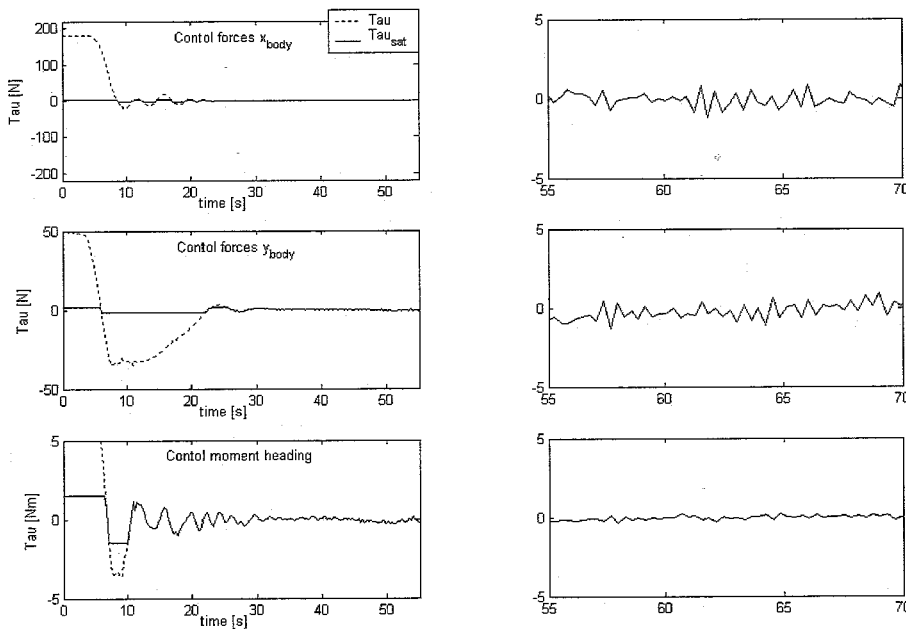 Tau
Tau_sat
Contol forces x_body
Tau [N]
200
100
0
-100
-200
0 10 20 30 40 50
time [s]
5
0
-5
55 60 65 70
Contol forces y_body
Tau [N]
50
0
-50
0 10 20 30 40 50
time [s]
5
0
-5
55 60 65 70
Contol moment heading
Tau [Nm]
5
0
-5
0 10 20 30 40 50
time [s]
5
0
-5
55 60 65 70